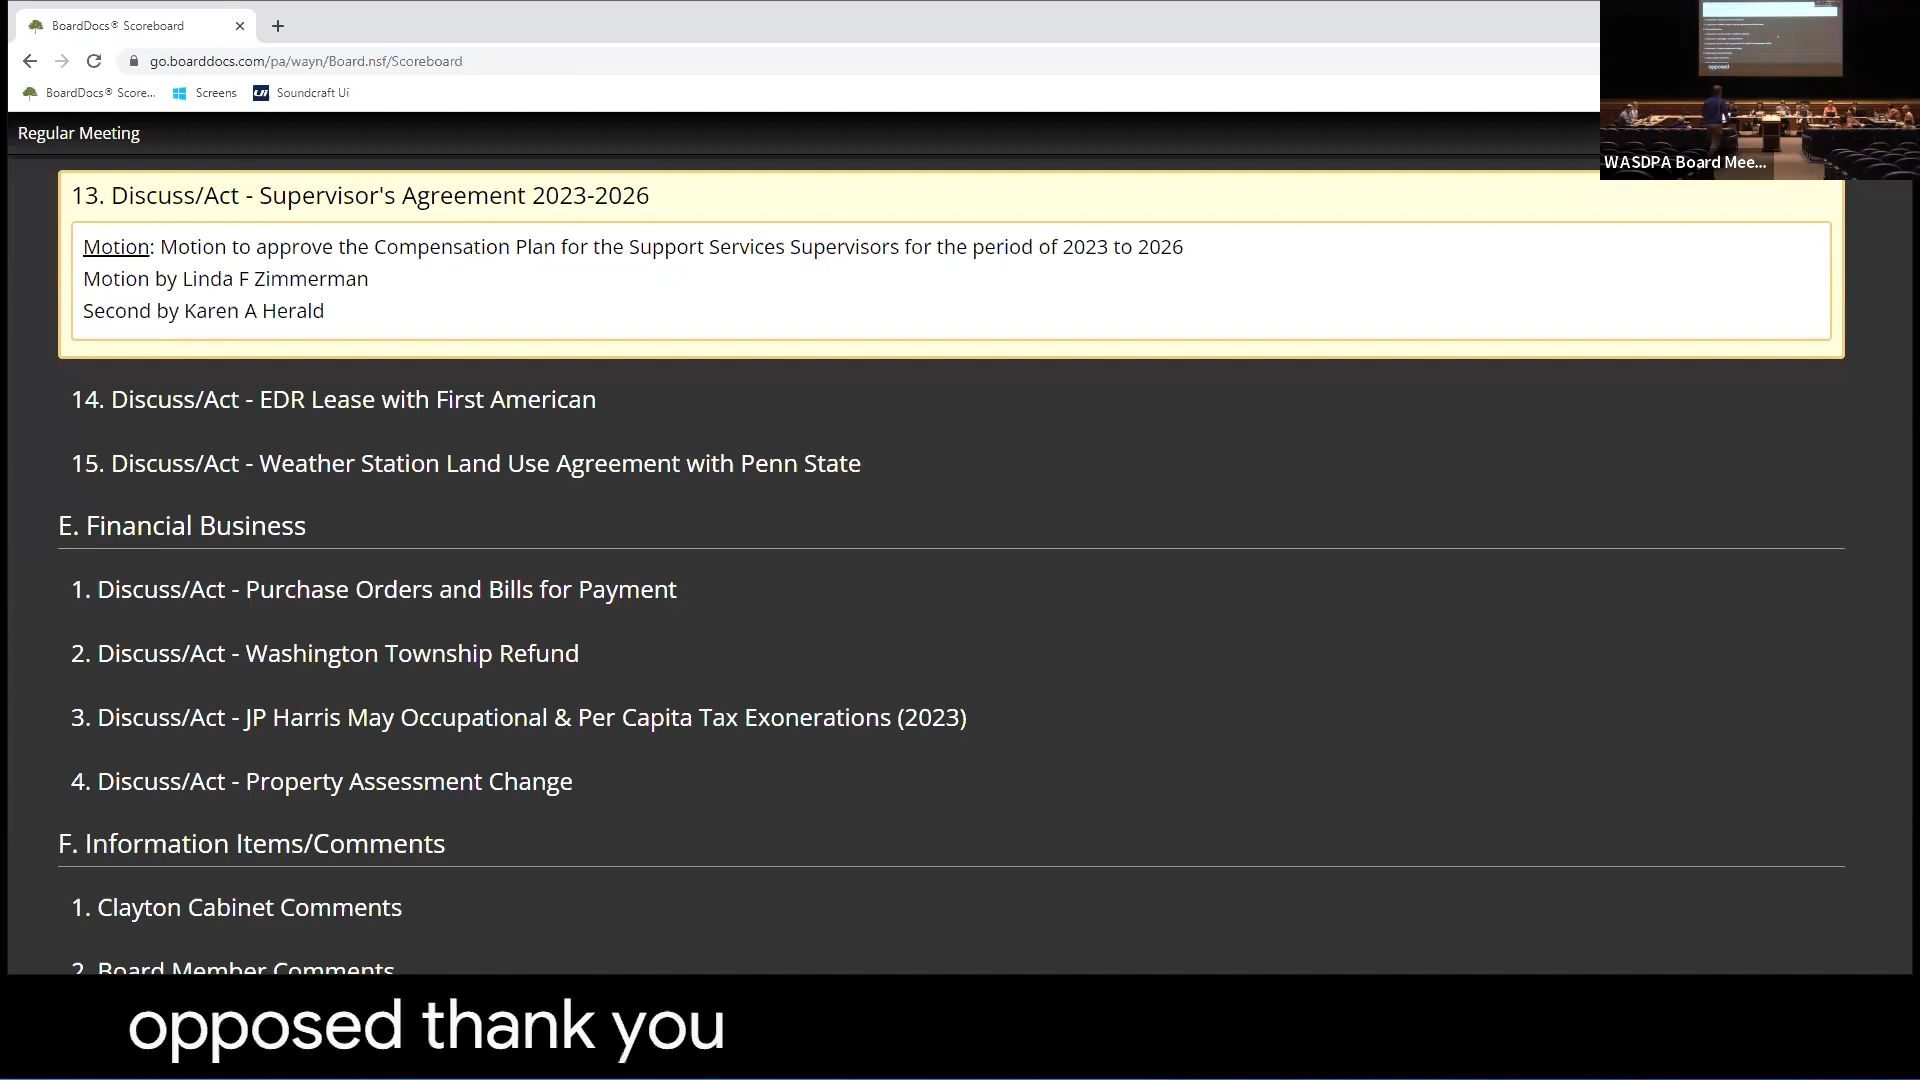 BoardDocs® Scoreboard
go.boarddocs.com/pa/wayn/Board.nsf/Scoreboard
BoardDocs® Score... Screens Soundcraft Ui
Regular Meeting
opposed
WASDPA Board Mee...
13. Discuss/Act - Supervisor's Agreement 2023-2026
Motion: Motion to approve the Compensation Plan for the Support Services Supervisors for the period of 2023 to 2026
Motion by Linda F Zimmerman
Second by Karen A Herald
14. Discuss/Act - EDR Lease with First American
15. Discuss/Act - Weather Station Land Use Agreement with Penn State
E. Financial Business
1. Discuss/Act - Purchase Orders and Bills for Payment
2. Discuss/Act - Washington Township Refund
3. Discuss/Act - JP Harris May Occupational & Per Capita Tax Exonerations (2023)
4. Discuss/Act - Property Assessment Change
F. Information Items/Comments
1. Clayton Cabinet Comments
2. Board Member Comments
opposed thank you